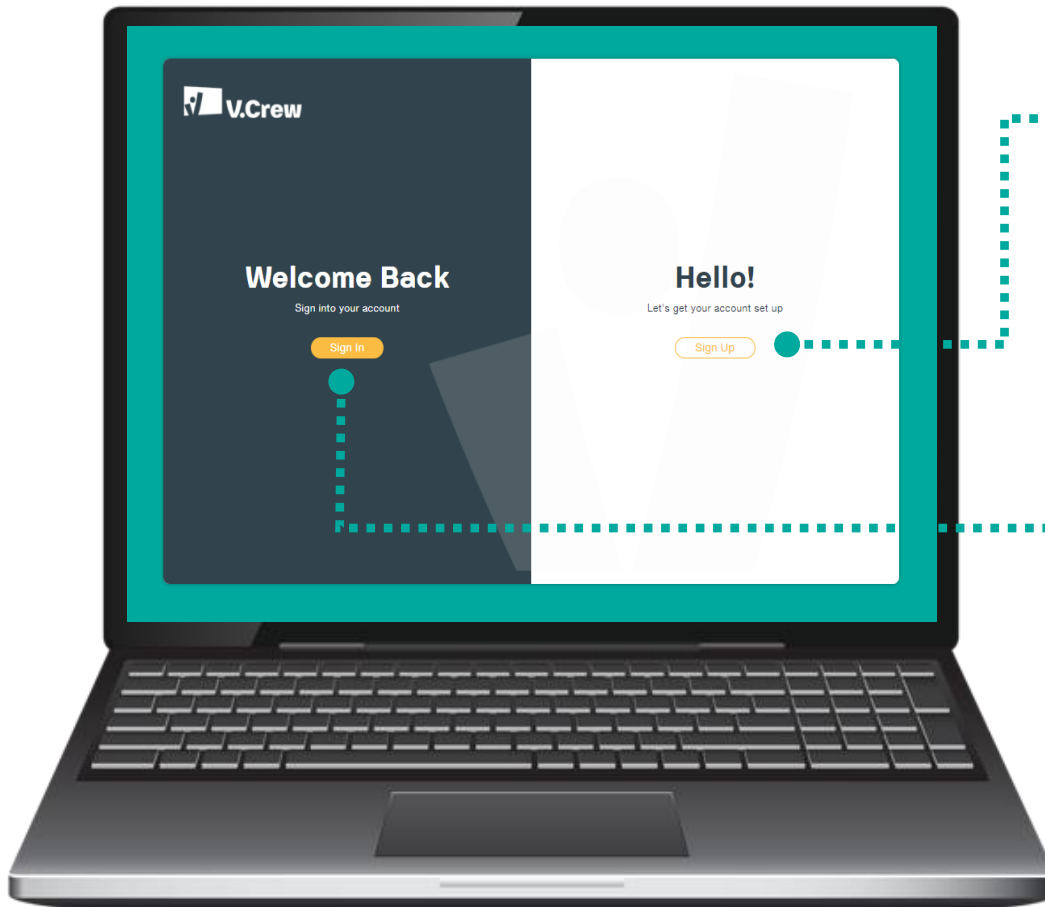 V.Crew
Welcome Back
Sign into your account
Sign In
Hello!
Let's get your account set up
Sign Up